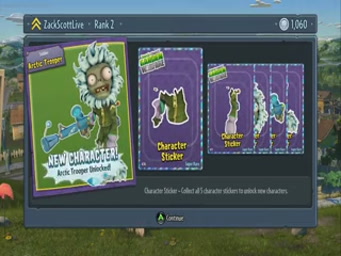 ZackScottLive · Rank 2
1,060
Soldier
Arctic Trooper
NEW CHARACTER!
Arctic Trooper Unlocked!
Character
Sticker
Character
Sticker
Character Sticker - Collect all 5 character stickers to unlock new characters.
A Continue